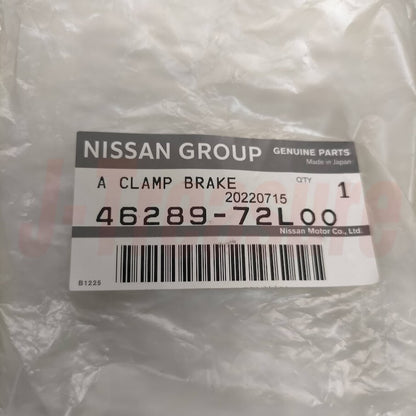 NISSAN GROUP
GENUINE PARTS
Made in Japan
A CLAMP BRAKE
QTY 1
20220715
46289-72L00
Nissan Motor Co., Ltd.
B1225